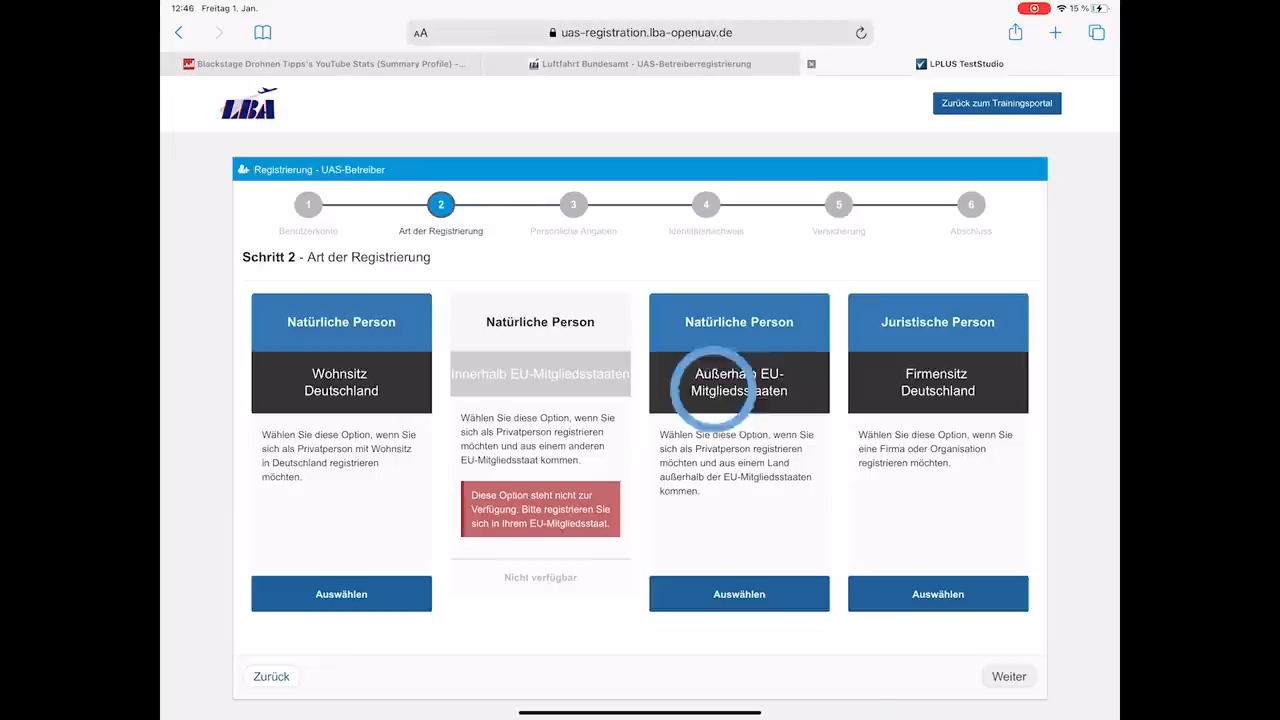 12:46 Freitag 1. Jan.
15 %
AA
uas-registration.lba-openuav.de
Blackstage Drohnen Tipps's YouTube Stats (Summary Profile) -...
Luftfahrt Bundesamt - UAS-Betreiberregistrierung
LPLUS TestStudio
LBA
Zurück zum Trainingsportal
Registrierung - UAS-Betreiber
1
2
3
4
5
6
Benutzerkonto
Art der Registrierung
Persönliche Angaben
Identitätsnachweis
Versicherung
Abschluss
Schritt 2 - Art der Registrierung
Natürliche Person
Wohnsitz
Deutschland
Wählen Sie diese Option, wenn Sie
sich als Privatperson mit Wohnsitz
in Deutschland registrieren
möchten.
Auswählen
Natürliche Person
Innerhalb EU-Mitgliedsstaaten
Wählen Sie diese Option, wenn Sie
sich als Privatperson registrieren
möchten und aus einem anderen
EU-Mitgliedsstaat kommen.
Diese Option steht nicht zur
Verfügung. Bitte registrieren Sie
sich in Ihrem EU-Mitgliedsstaat.
Nicht verfügbar
Natürliche Person
Außerhalb EU-
Mitgliedsstaaten
Wählen Sie diese Option, wenn Sie
sich als Privatperson registrieren
möchten und aus einem Land
außerhalb der EU-Mitgliedsstaaten
kommen.
Auswählen
Juristische Person
Firmensitz
Deutschland
Wählen Sie diese Option, wenn Sie
eine Firma oder Organisation
registrieren möchten.
Auswählen
Zurück
Weiter